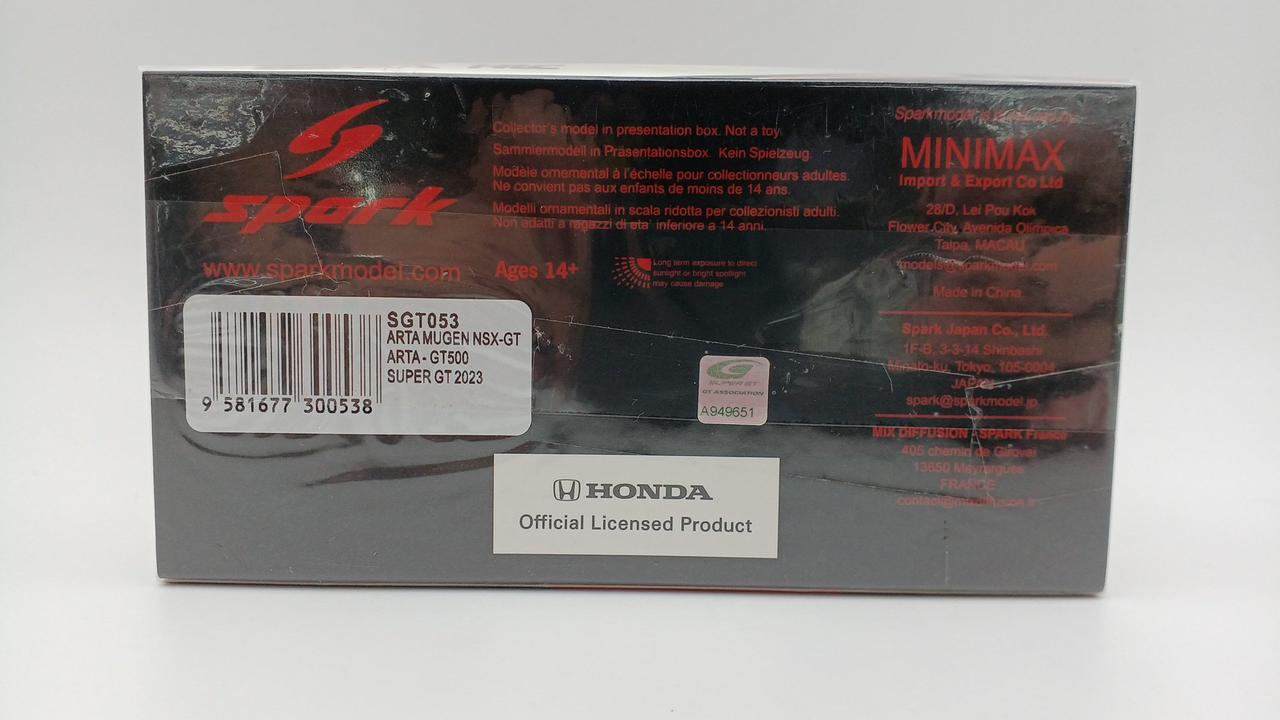 spark
www.sparkmodel.com
Collector's model in presentation box. Not a toy.
Sammlermodell in Präsentationsbox. Kein Spielzeug.
Modèle ornemental à l'échelle pour collectionneurs adultes.
Ne convient pas aux enfants de moins de 14 ans.
Modelli ornamentali in scala ridotta per collezionisti adulti.
Non adatti a ragazzi di eta' inferiore a 14 anni.
Ages 14+
Long term exposure to direct
sunlight or bright spotlight
may cause damage
Sparkmodel is
MINIMAX
Import & Export Co Ltd
28/D, Lei Pou Kok
Flower City, Avenida Olimpica
Taipa, MACAU
models@sparkmodel.com
Made in China
Spark Japan Co., Ltd.
1F-B, 3-3-14 Shinbashi
Minato-ku, Tokyo, 105-0004
JAPAN
spark@sparkmodel.jp
MIX DIFFUSION - SPARK France
405 chemin de
13650 Meyrargues
FRANCE
SGT053
ARTA MUGEN NSX-GT
ARTA - GT500
SUPER GT 2023
9 581677 300538
SUPER GT
GT ASSOCIATION
A949651
HONDA
Official Licensed Product